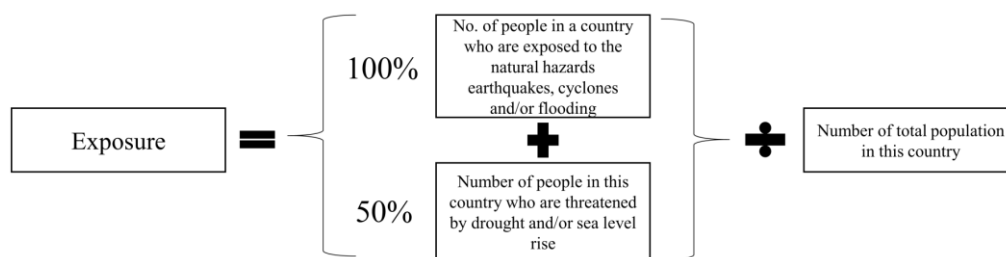 No. of people in a country
who are exposed to the
natural hazards
earthquakes, cyclones
and/or flooding
100%
Exposure
=
+
÷
Number of total population
in this country
50%
Number of people in this
country who are threatened
by drought and/or sea level
rise